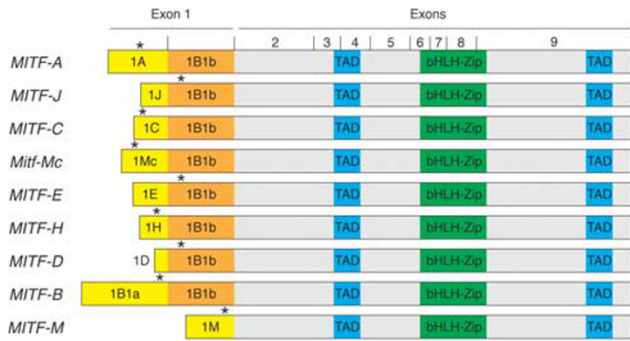 Exon 1 Exons
2 3 4 5 6 7 8 9
MITF-A * 1A 1B1b TAD bHLH-Zip TAD
MITF-J 1J * 1B1b TAD bHLH-Zip TAD
MITF-C * 1C 1B1b TAD bHLH-Zip TAD
Mitf-Mc * 1Mc 1B1b TAD bHLH-Zip TAD
MITF-E 1E * 1B1b TAD bHLH-Zip TAD
MITF-H * 1H 1B1b TAD bHLH-Zip TAD
MITF-D 1D * 1B1b TAD bHLH-Zip TAD
MITF-B 1B1a * 1B1b TAD bHLH-Zip TAD
MITF-M 1M * TAD bHLH-Zip TAD